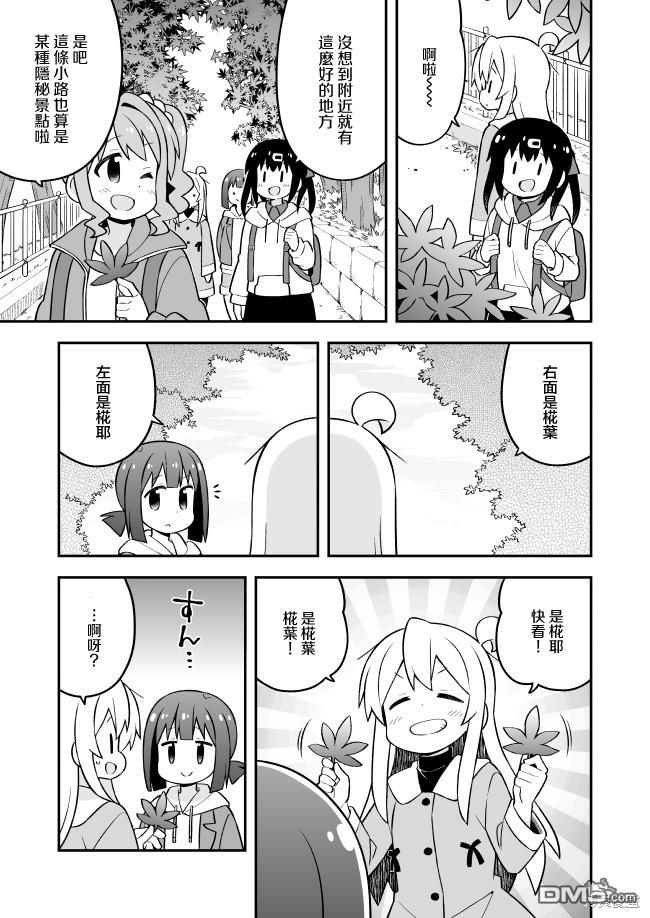 啊啦~~
沒想到附近就有
這麼好的地方
是吧
這條小路也算是
某種隱秘景點啦
右面是椛葉
左面是椛耶
是椛耶
快看！
是椛葉
椛葉！
すん…
…啊呀？